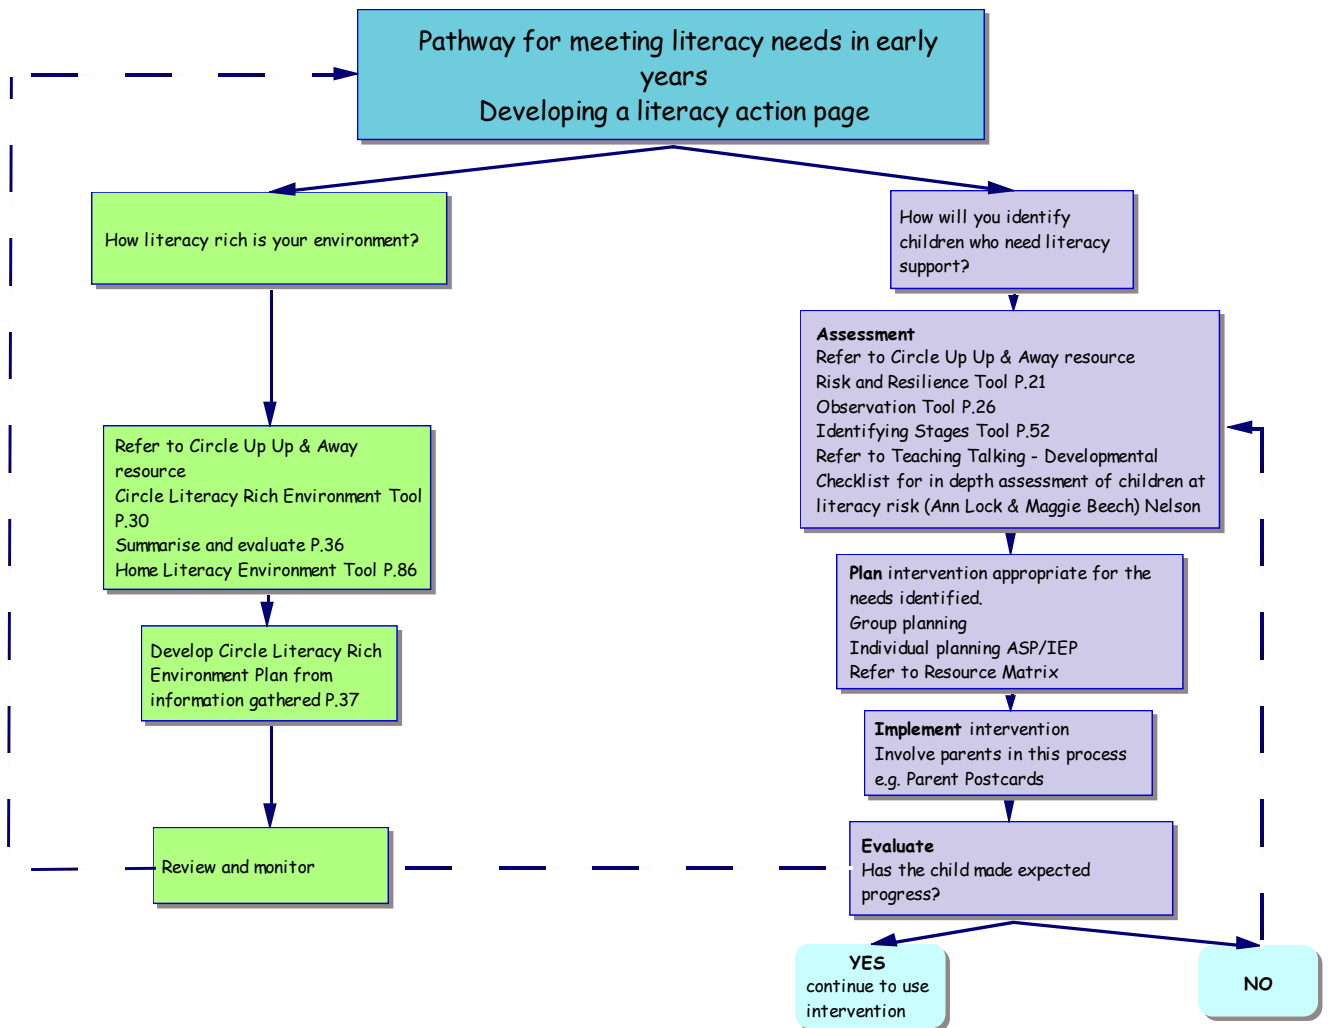 Pathway for meeting literacy needs in early
years
Developing a literacy action page
How literacy rich is your environment?
Refer to Circle Up Up & Away
resource
Circle Literacy Rich Environment Tool
P.30
Summarise and evaluate P.36
Home Literacy Environment Tool P.86
Develop Circle Literacy Rich
Environment Plan from
information gathered P.37
Review and monitor
How will you identify
children who need literacy
support?
Assessment
Refer to Circle Up Up & Away resource
Risk and Resilience Tool P.21
Observation Tool P.26
Identifying Stages Tool P.52
Refer to Teaching Talking - Developmental
Checklist for in depth assessment of children at
literacy risk (Ann Lock & Maggie Beech) Nelson
Plan intervention appropriate for the
needs identified.
Group planning
Individual planning ASP/IEP
Refer to Resource Matrix
Implement intervention
Involve parents in this process
e.g. Parent Postcards
Evaluate
Has the child made expected
progress?
YES
continue to use
intervention
NO